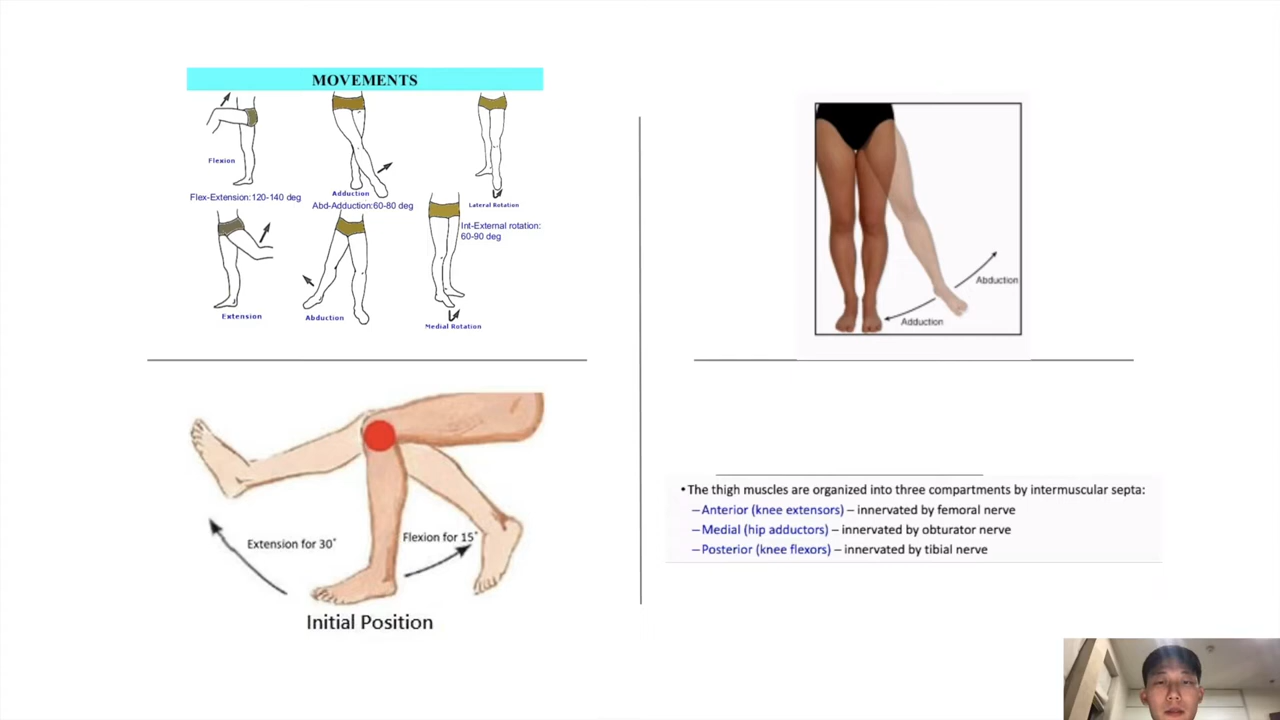 MOVEMENTS
Flexion
Flex-Extension:120-140 deg
Adduction
Abd-Adduction:60-80 deg
Lateral Rotation
Int-External rotation:
60-90 deg
Extension
Abduction
Medial Rotation
Abduction
Adduction
Extension for 30°
Flexion for 15°
Initial Position
•The thigh muscles are organized into three compartments by intermuscular septa:
–Anterior (knee extensors) – innervated by femoral nerve
–Medial (hip adductors) – innervated by obturator nerve
–Posterior (knee flexors) – innervated by tibial nerve